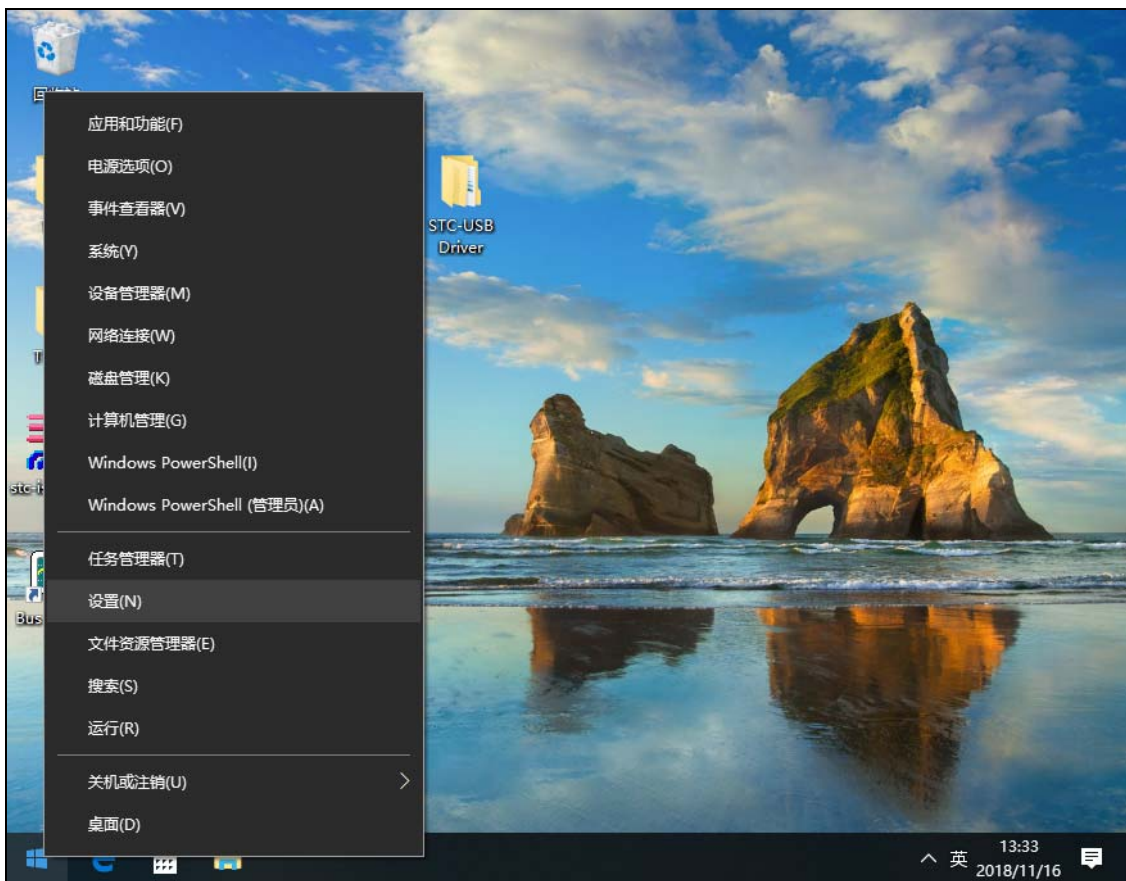 应用和功能(F)
电源选项(O)
事件查看器(V)
系统(Y)
设备管理器(M)
网络连接(W)
磁盘管理(K)
计算机管理(G)
Windows PowerShell(I)
Windows PowerShell (管理员)(A)
任务管理器(T)
设置(N)
文件资源管理器(E)
搜索(S)
运行(R)
关机或注销(U)
桌面(D)
STC-USB
Driver
stc-i
Bus
英
13:33
2018/11/16